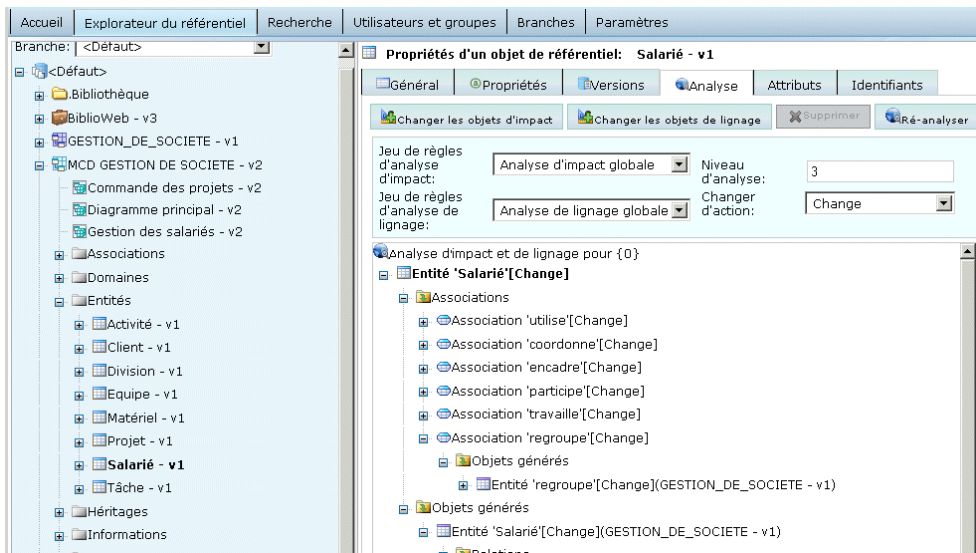 Accueil Explorateur du référentiel Recherche Utilisateurs et groupes Branches Paramètres
Branche: <Défaut>
<Défaut>
.Bibliothèque
BiblioWeb - v3
GESTION_DE_SOCIETE - v1
MCD GESTION DE SOCIETE - v2
Commande des projets - v2
Diagramme principal - v2
Gestion des salariés - v2
Associations
Domaines
Entités
Activité - v1
Client - v1
Division - v1
Equipe - v1
Matériel - v1
Projet - v1
Salarié - v1
Tâche - v1
Héritages
Informations
Propriétés d'un objet de référentiel: Salarié - v1
Général Propriétés Versions Analyse Attributs Identifiants
Changer les objets d'impact Changer les objets de lignage Supprimer Ré-analyser
Jeu de règles
d'analyse
d'impact:
Analyse d'impact globale
Niveau
d'analyse:
3
Jeu de règles
d'analyse de
lignage:
Analyse de lignage globale
Changer
d'action:
Change
Analyse d'impact et de lignage pour {0}
Entité 'Salarié'[Change]
Associations
Association 'utilise'[Change]
Association 'coordonne'[Change]
Association 'encadre'[Change]
Association 'participe'[Change]
Association 'travaille'[Change]
Association 'regroupe'[Change]
Objets générés
Entité 'regroupe'[Change](GESTION_DE_SOCIETE - v1)
Objets générés
Entité 'Salarié'[Change](GESTION_DE_SOCIETE - v1)
Relations